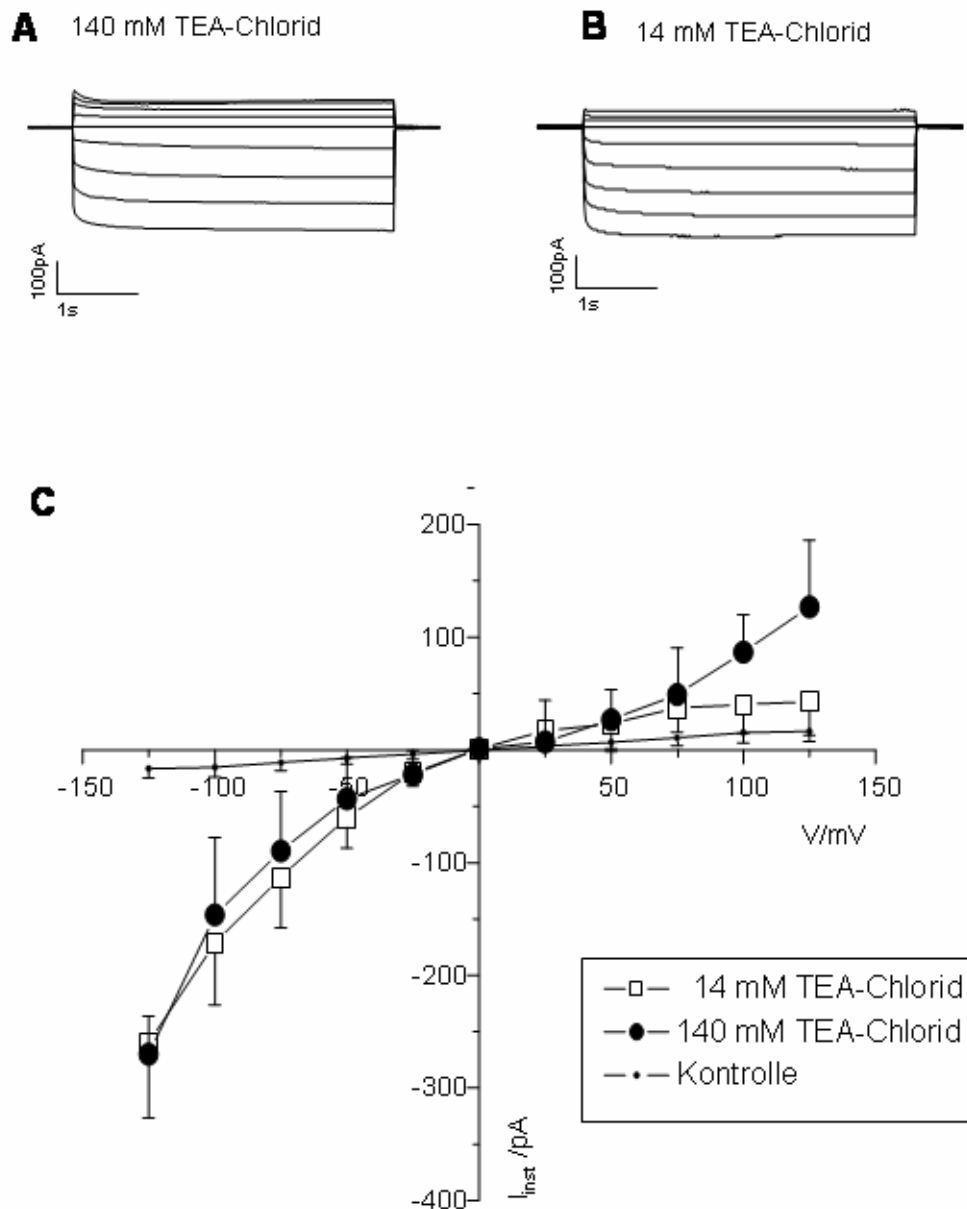 A 140 mM TEA-Chlorid
B 14 mM TEA-Chlorid
100pA
1s
100pA
1s
C
200
100
-150 -100 -50 50 100 150
V/mV
-100
-200
-300
-400
I inst /pA
14 mM TEA-Chlorid
140 mM TEA-Chlorid
Kontrolle